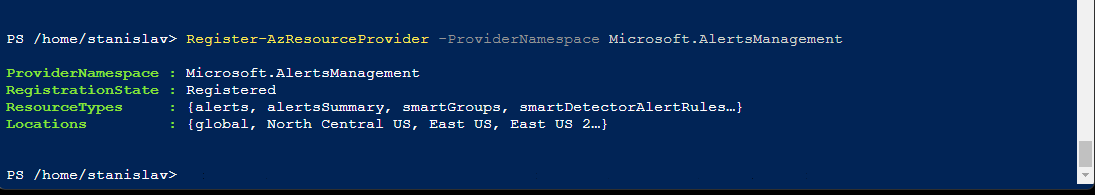 PS /home/stanislav> Register-AzResourceProvider -ProviderNamespace Microsoft.AlertsManagement
ProviderNamespace : Microsoft.AlertsManagement
RegistrationState : Registered
ResourceTypes     : {alerts, alertsSummary, smartGroups, smartDetectorAlertRules…}
Locations         : {global, North Central US, East US, East US 2…}
PS /home/stanislav>